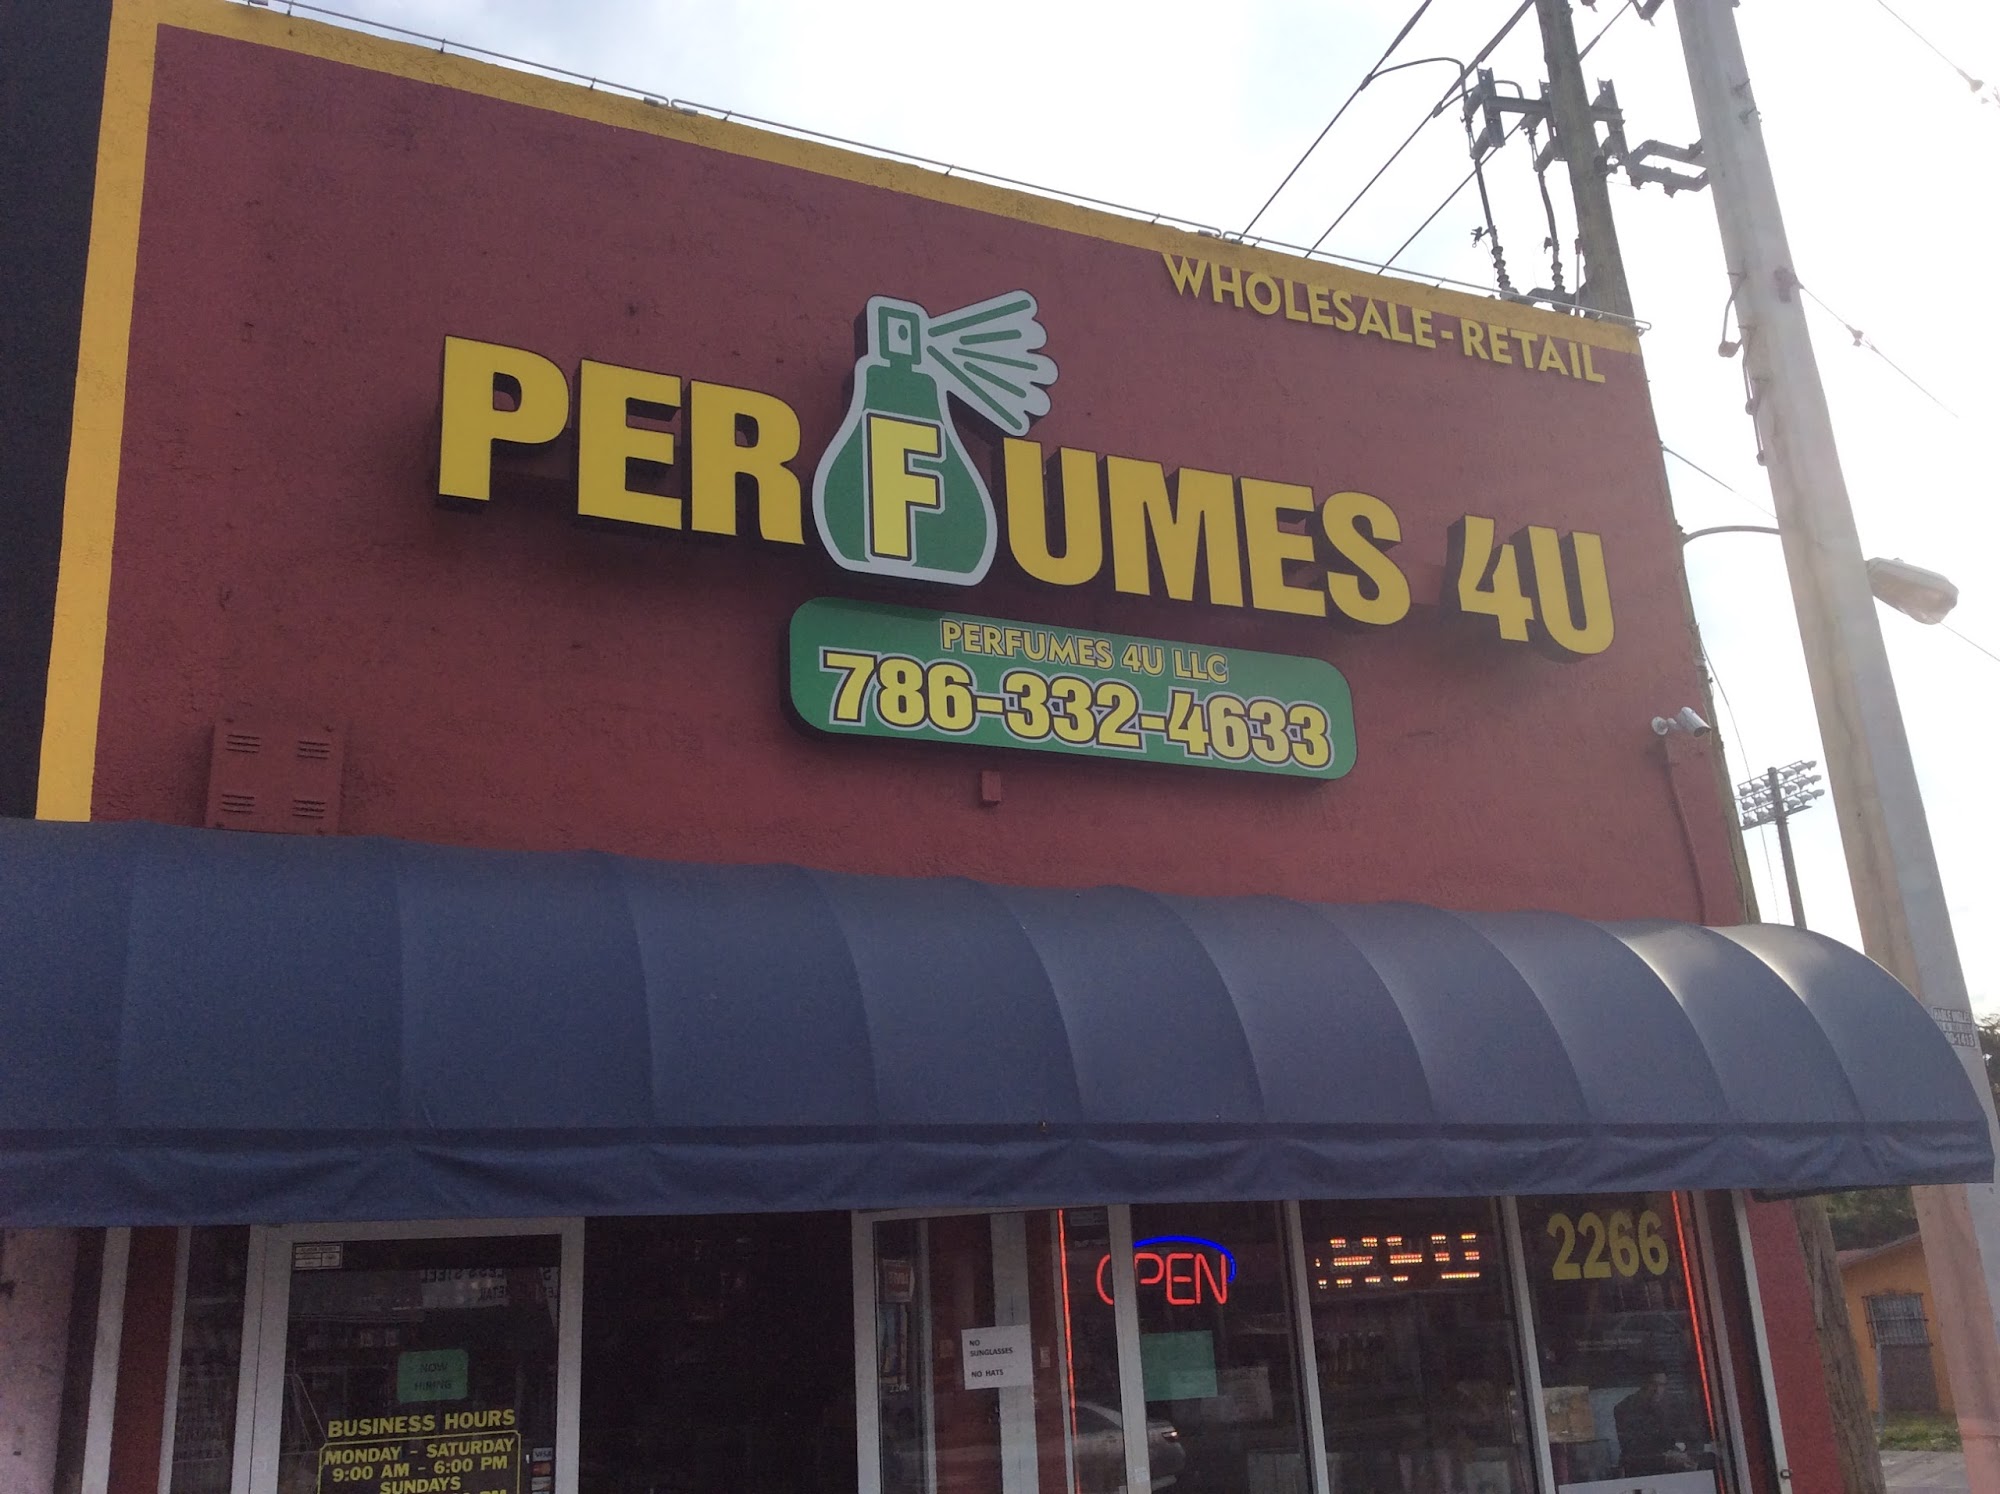 WHOLESALE-RETAIL
PERFUMES 4U
PERFUMES 4U LLC
786-332-4633
OPEN
2266
NO
SUNGLASSES
NO HATS
2266
NOW
HIRING
BUSINESS HOURS
MONDAY - SATURDAY
9:00 AM - 6:00 PM
SUNDAYS